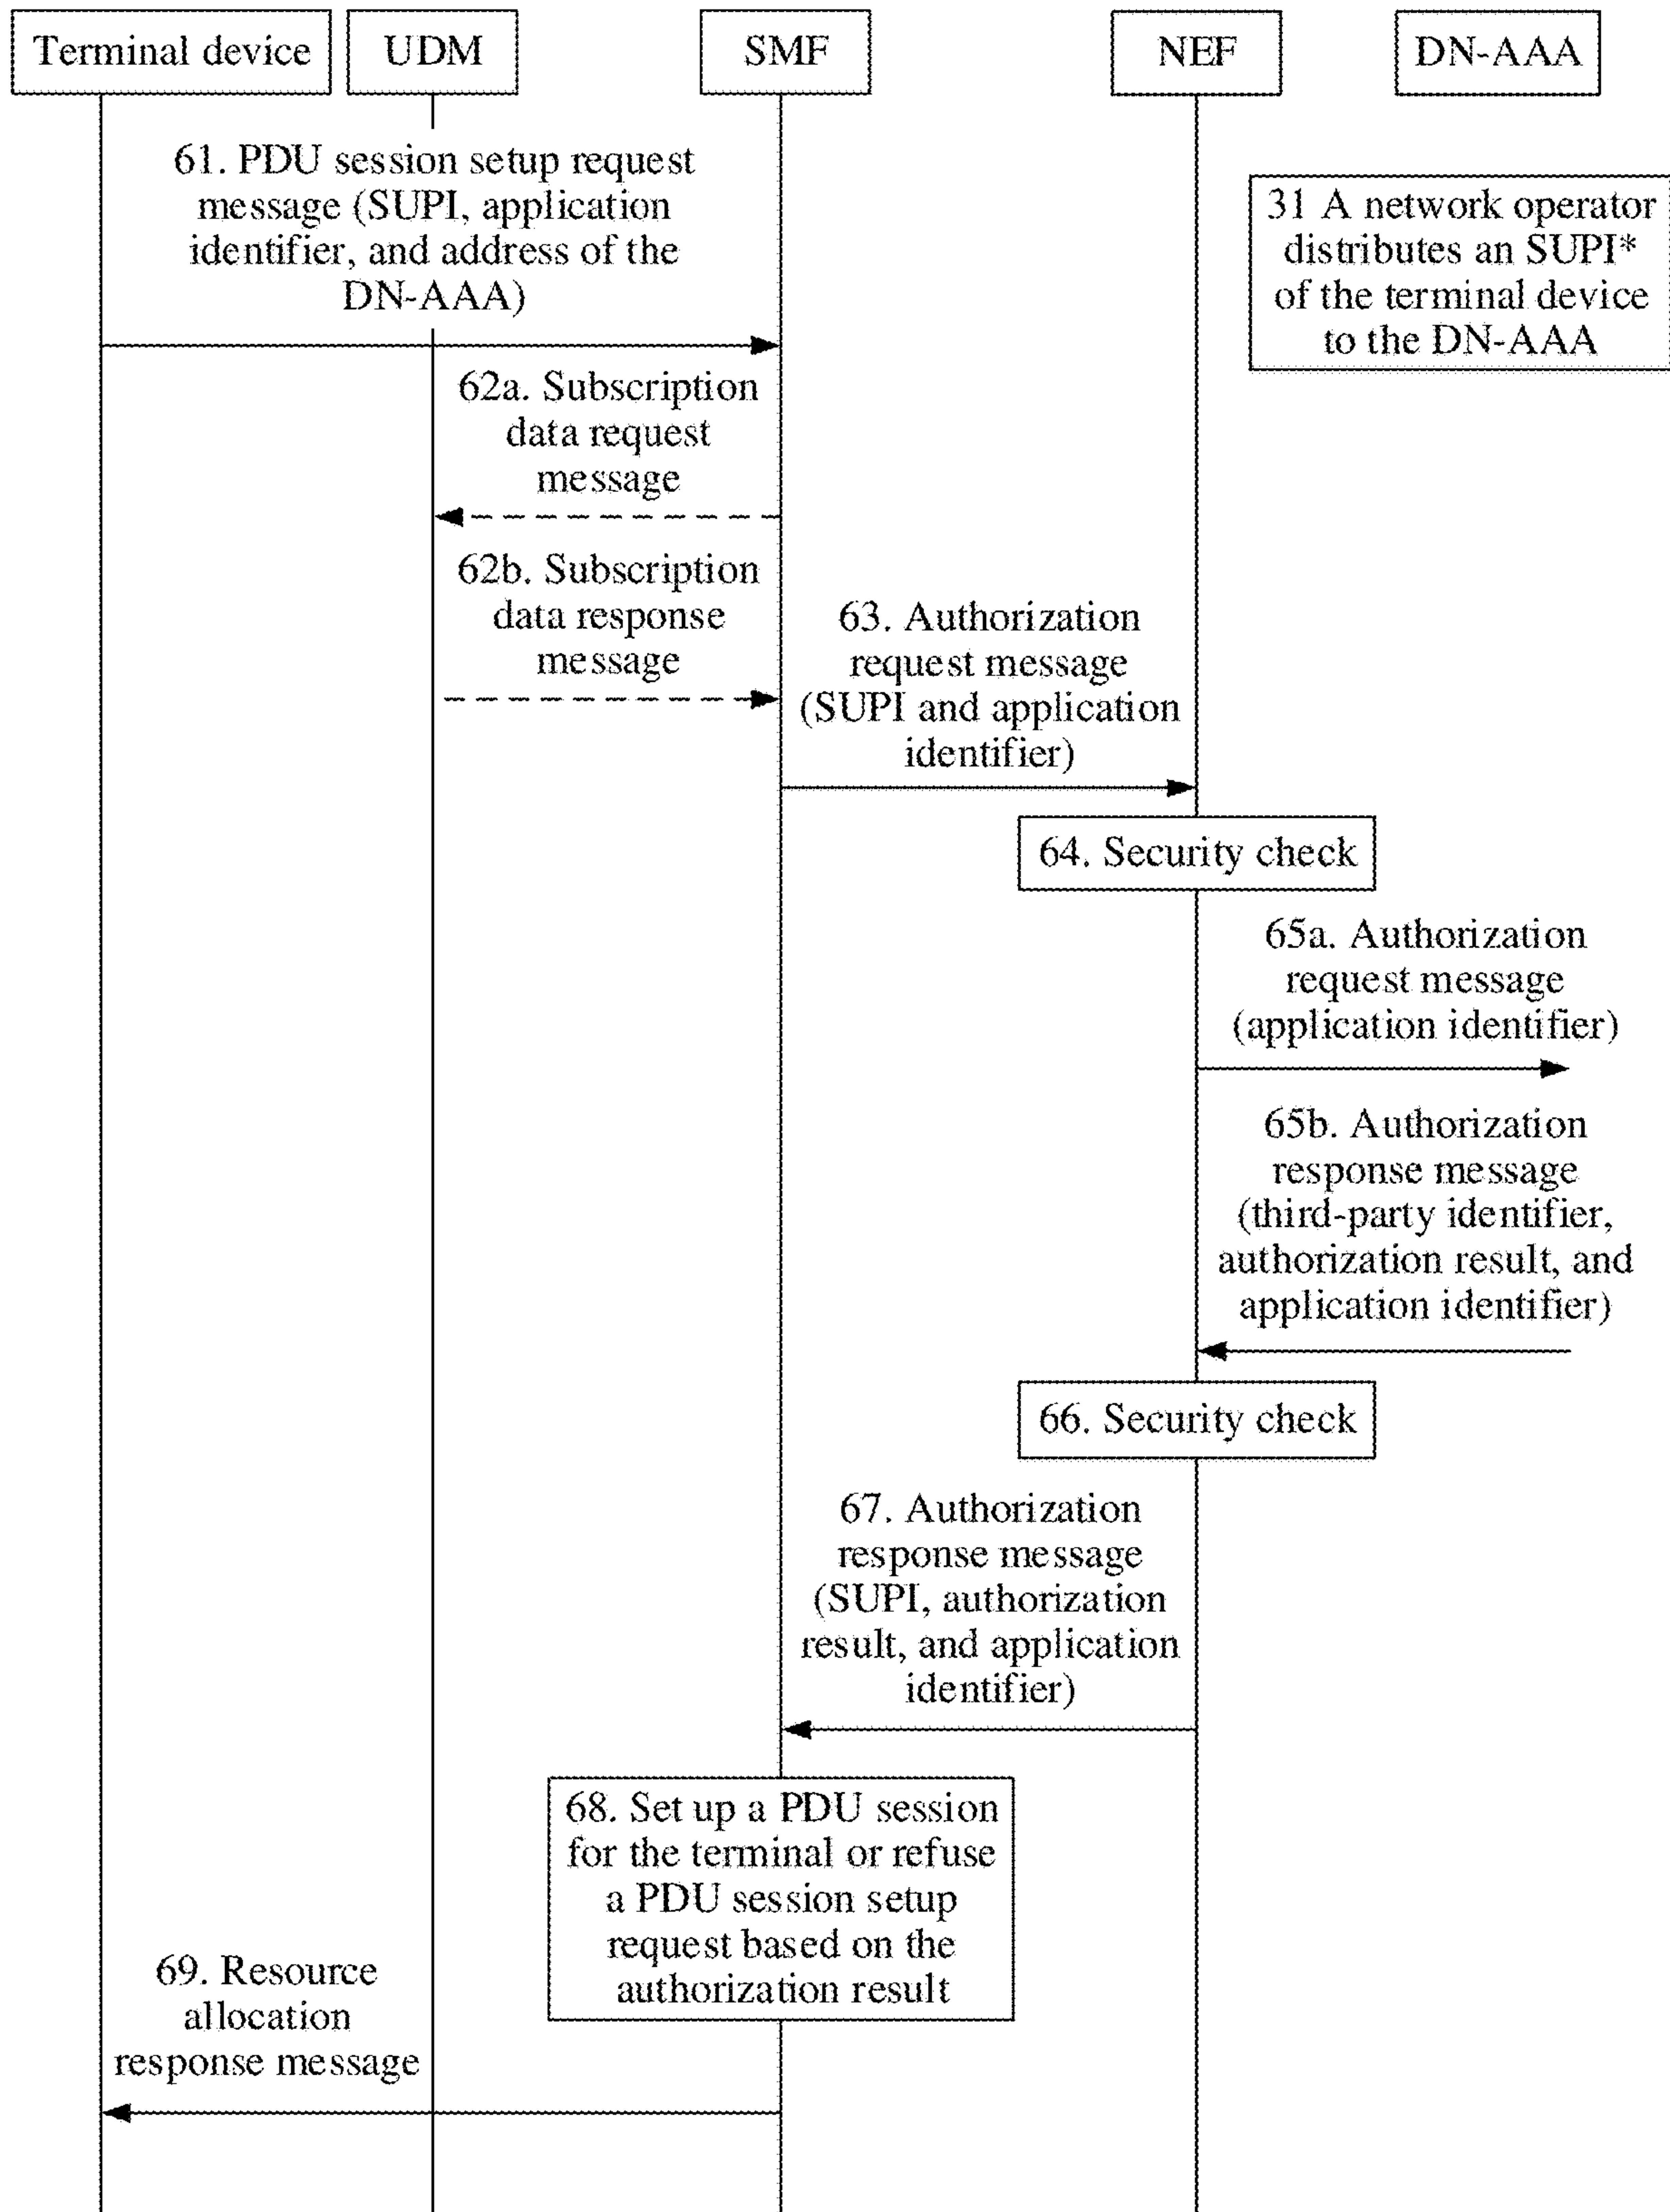 Terminal device
UDM
SMF
NEF
DN-AAA
61. PDU session setup request
message (SUPI, application
identifier, and address of the
DN-AAA)
31 A network operator
distributes an SUPI*
of the terminal device
to the DN-AAA
62a. Subscription
data request
message
62b. Subscription
data response
message
63. Authorization
request message
(SUPI and application
identifier)
64. Security check
65a. Authorization
request message
(application identifier)
65b. Authorization
response message
(third-party identifier,
authorization result, and
application identifier)
66. Security check
67. Authorization
response message
(SUPI, authorization
result, and application
identifier)
68. Set up a PDU session
for the terminal or refuse
a PDU session setup
request based on the
authorization result
69. Resource
allocation
response message